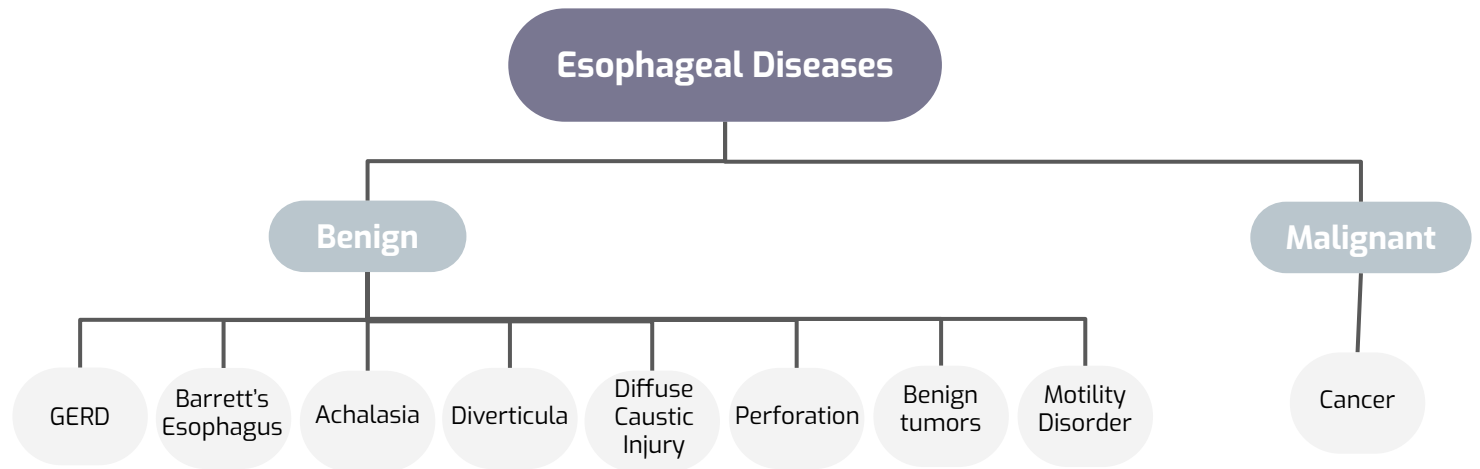 Esophageal Diseases
Benign
Malignant
GERD
Barrett's
Esophagus
Achalasia
Diverticula
Diffuse
Caustic
Injury
Perforation
Benign
tumors
Motility
Disorder
Cancer